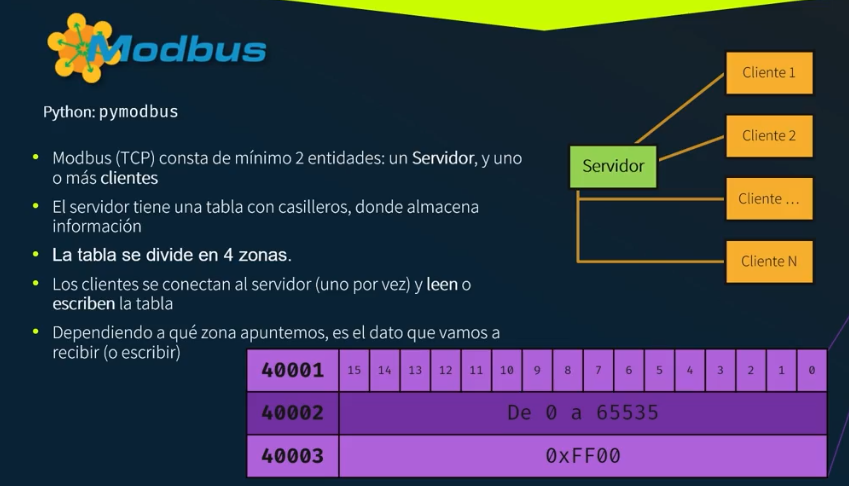 Modbus
Python: pymodbus
Modbus (TCP) consta de mínimo 2 entidades: un Servidor, y uno
o más clientes
El servidor tiene una tabla con casilleros, donde almacena
información
La tabla se divide en 4 zonas.
Los clientes se conectan al servidor (uno por vez) y leen o
escriben la tabla
Dependiendo a qué zona apuntemos, es el dato que vamos a
recibir (o escribir)
Servidor
Cliente 1
Cliente 2
Cliente ...
Cliente N
40001 15 14 13 12 11 10 9 8 7 6 5 4 3 2 1 0
40002 De 0 a 65535
40003 0xFF00